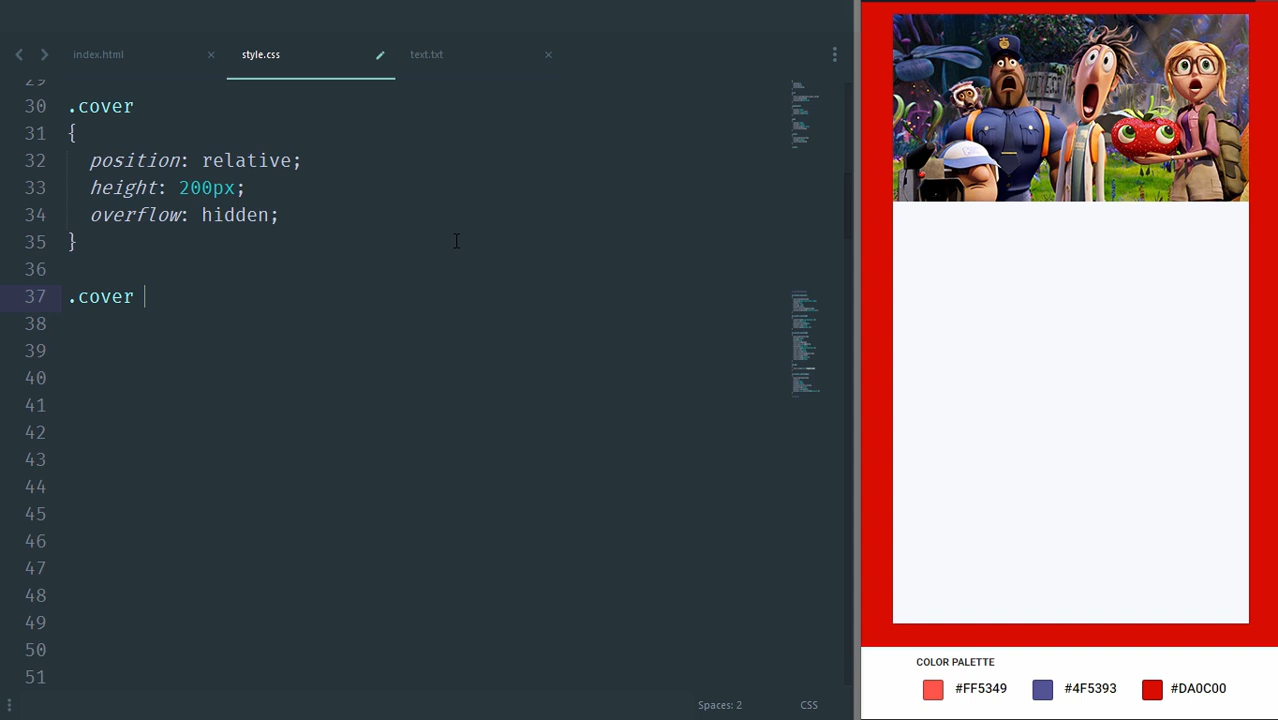 index.html
style.css
text.txt
29
30 .cover
31 {
32 position: relative;
33 height: 200px;
34 overflow: hidden;
35 }
36
37 .cover
38
39
40
41
42
43
44
45
46
47
48
49
50
51
Spaces: 2
CSS
COLOR PALETTE
#FF5349
#4F5393
#DA0C00